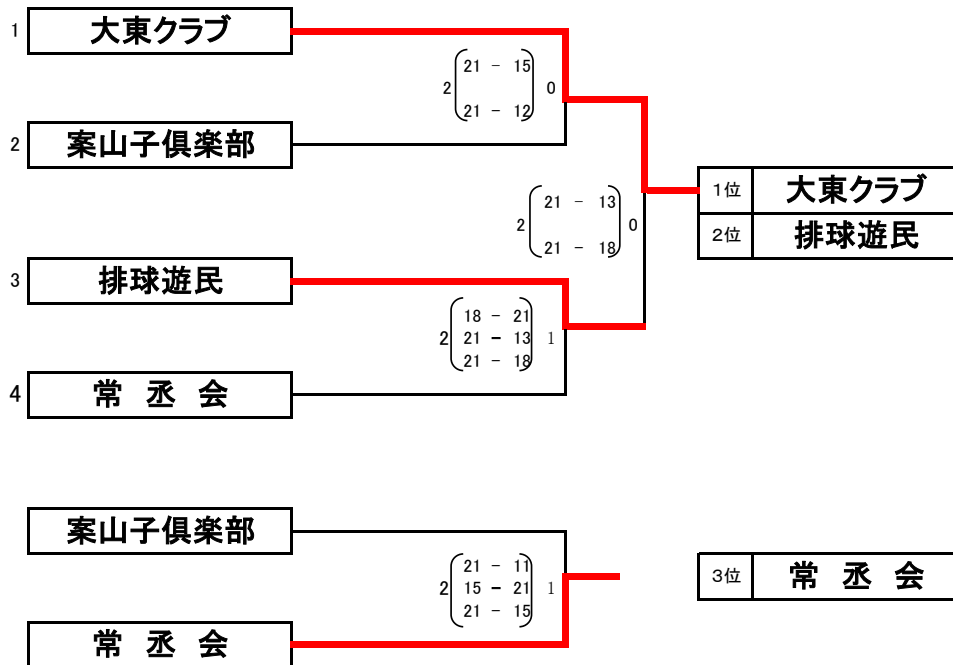 1 大東クラブ
2 21 - 15 0
21 - 12
2 案山子倶楽部
1位 大東クラブ
2 21 - 13 0
21 - 18
2位 排球遊民
3 排球遊民
18 - 21
2 21 - 13 1
21 - 18
4 常 丞 会
案山子倶楽部
21 - 11
2 15 - 21 1
21 - 15
3位 常 丞 会
常 丞 会